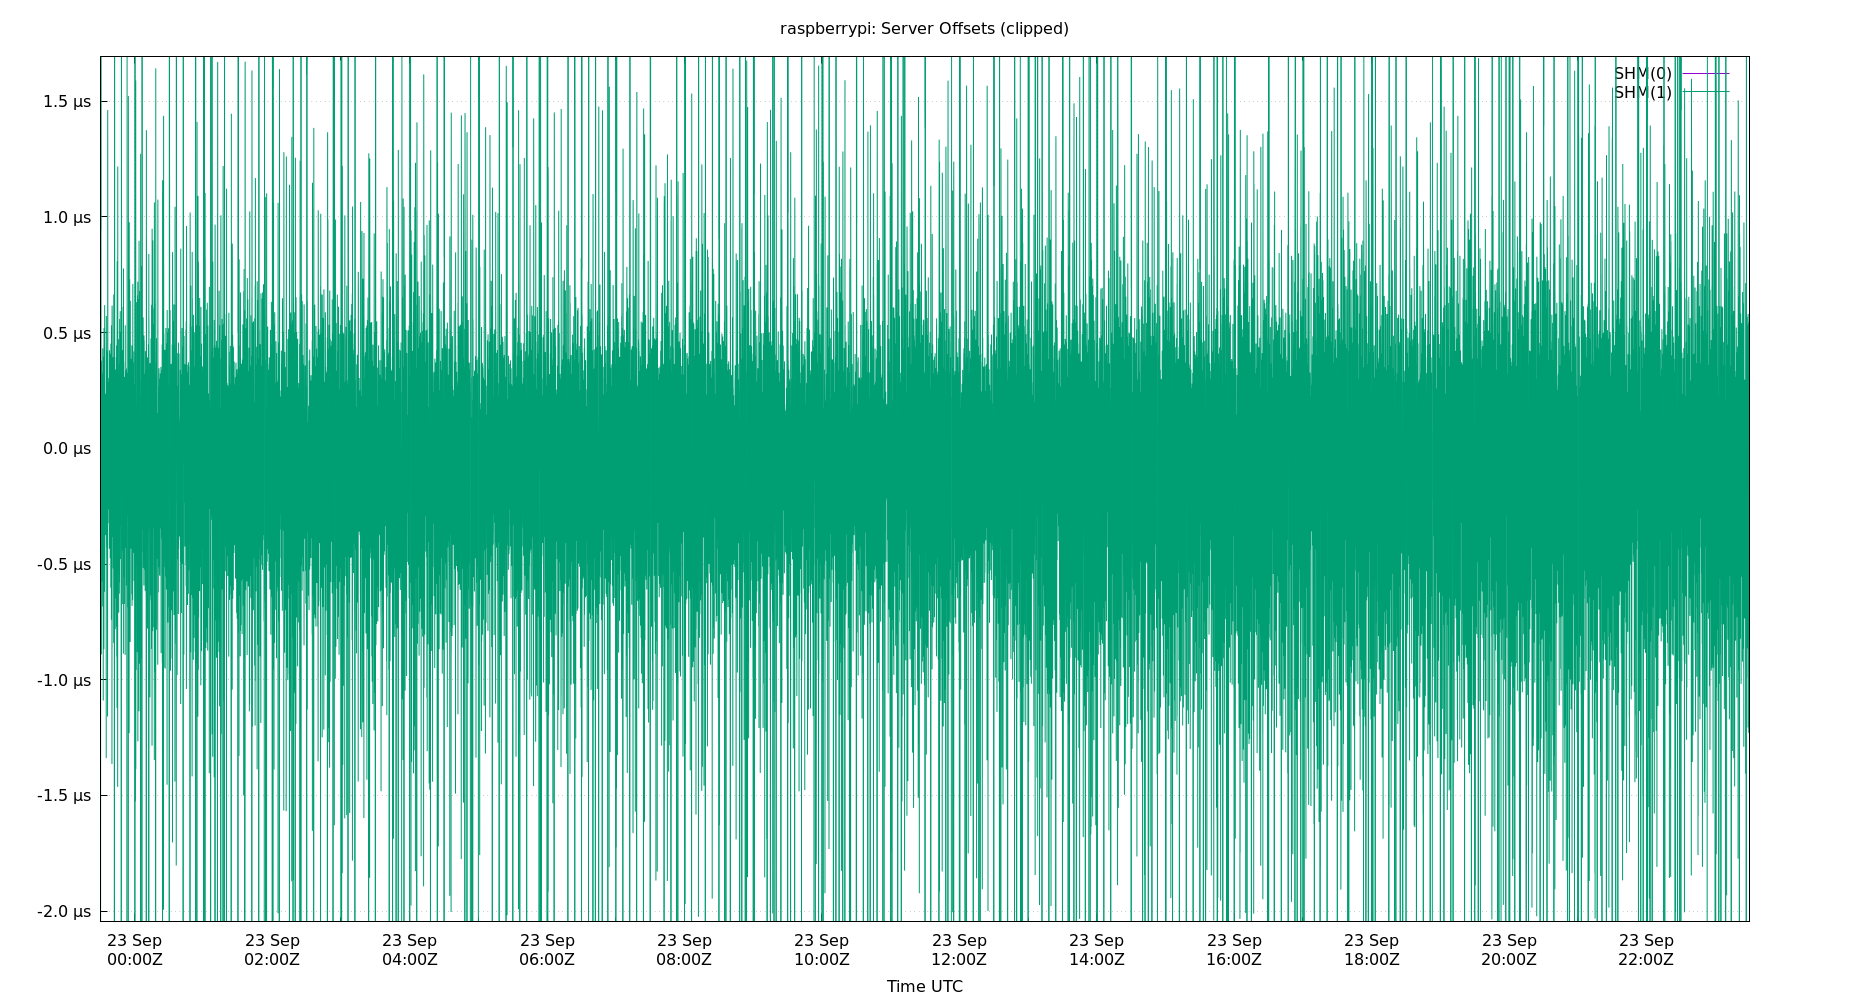 raspberrypi: Server Offsets (clipped)
SHM(0)
SHM(1)
1.5 µs
1.0 µs
0.5 µs
0.0 µs
-0.5 µs
-1.0 µs
-1.5 µs
-2.0 µs
23 Sep 23 Sep 23 Sep 23 Sep 23 Sep 23 Sep 23 Sep 23 Sep 23 Sep 23 Sep 23 Sep 23 Sep
00:00Z 02:00Z 04:00Z 06:00Z 08:00Z 10:00Z 12:00Z 14:00Z 16:00Z 18:00Z 20:00Z 22:00Z
Time UTC